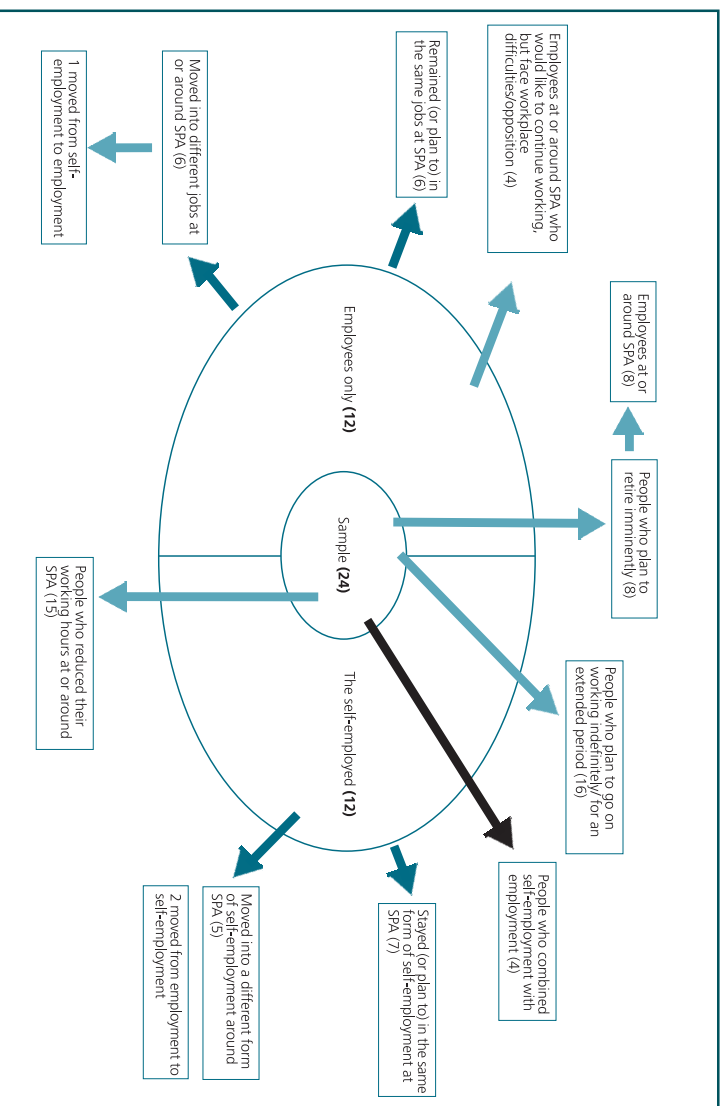 Employees at or
around SPA (8)
People who plan to
retire imminently (8)
People who plan to go on
working indefinitely/ for an
extended period (16)
Employees at or around SPA who
would like to continue working,
but face workplace
difficulties/opposition (4)
People who combined
self-employment with
employment (4)
Remained (or plan to) in
the same jobs at SPA (6)
Stayed (or plan to) in the same
form of self-employment at
SPA (7)
Employees only (12)
Sample (24)
The self-employed (12)
Moved into different jobs at
or around SPA (6)
Moved into a different form
of self-employment around
SPA (5)
2 moved from employment to
self-employment
1 moved from self-
employment to employment
People who reduced their
working hours at or around
SPA (15)